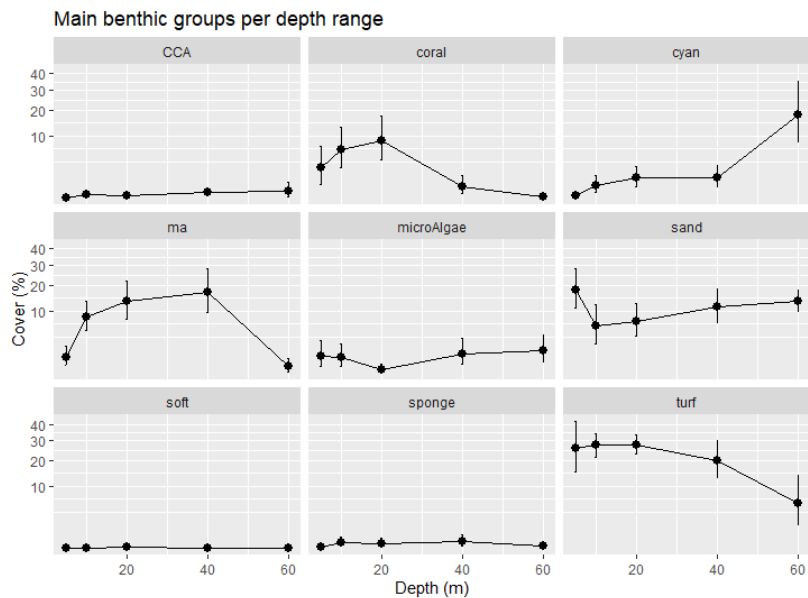 Main benthic groups per depth range
CCA coral cyan
40
30
20
10
ma microAlgae sand
40
30
20
10
Cover (%)
soft sponge turf
40
30
20
10
20 40 60 20 40 60 20 40 60
Depth (m)